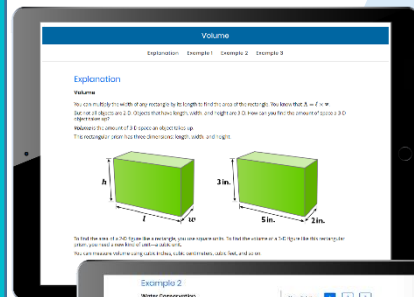 Volume
Explanation Example 1 Example 2 Example 3
Explanation
Volume
You can multiply the width of any rectangle by its length to find the area of the rectangle. You know that A = ℓ × w
But not all objects are 2-D. Objects that have length, width, and height are 3-D. How can you find the amount of space a 3-D
object takes up?
Volume is the amount of 3-D space an object takes up
This rectangular prism has three dimensions: length, width, and height
h
l
w
3 in.
5 in.
2 in.
To find the area of a 2-D figure like a rectangle, you use square units. To find the volume of a 3-D figure like this rectangular
prism, you need a new kind of unit—a cubic unit.
You can measure volume using cubic inches, cubic centimeters, cubic feet, and so on
Example 2
Water Conservation